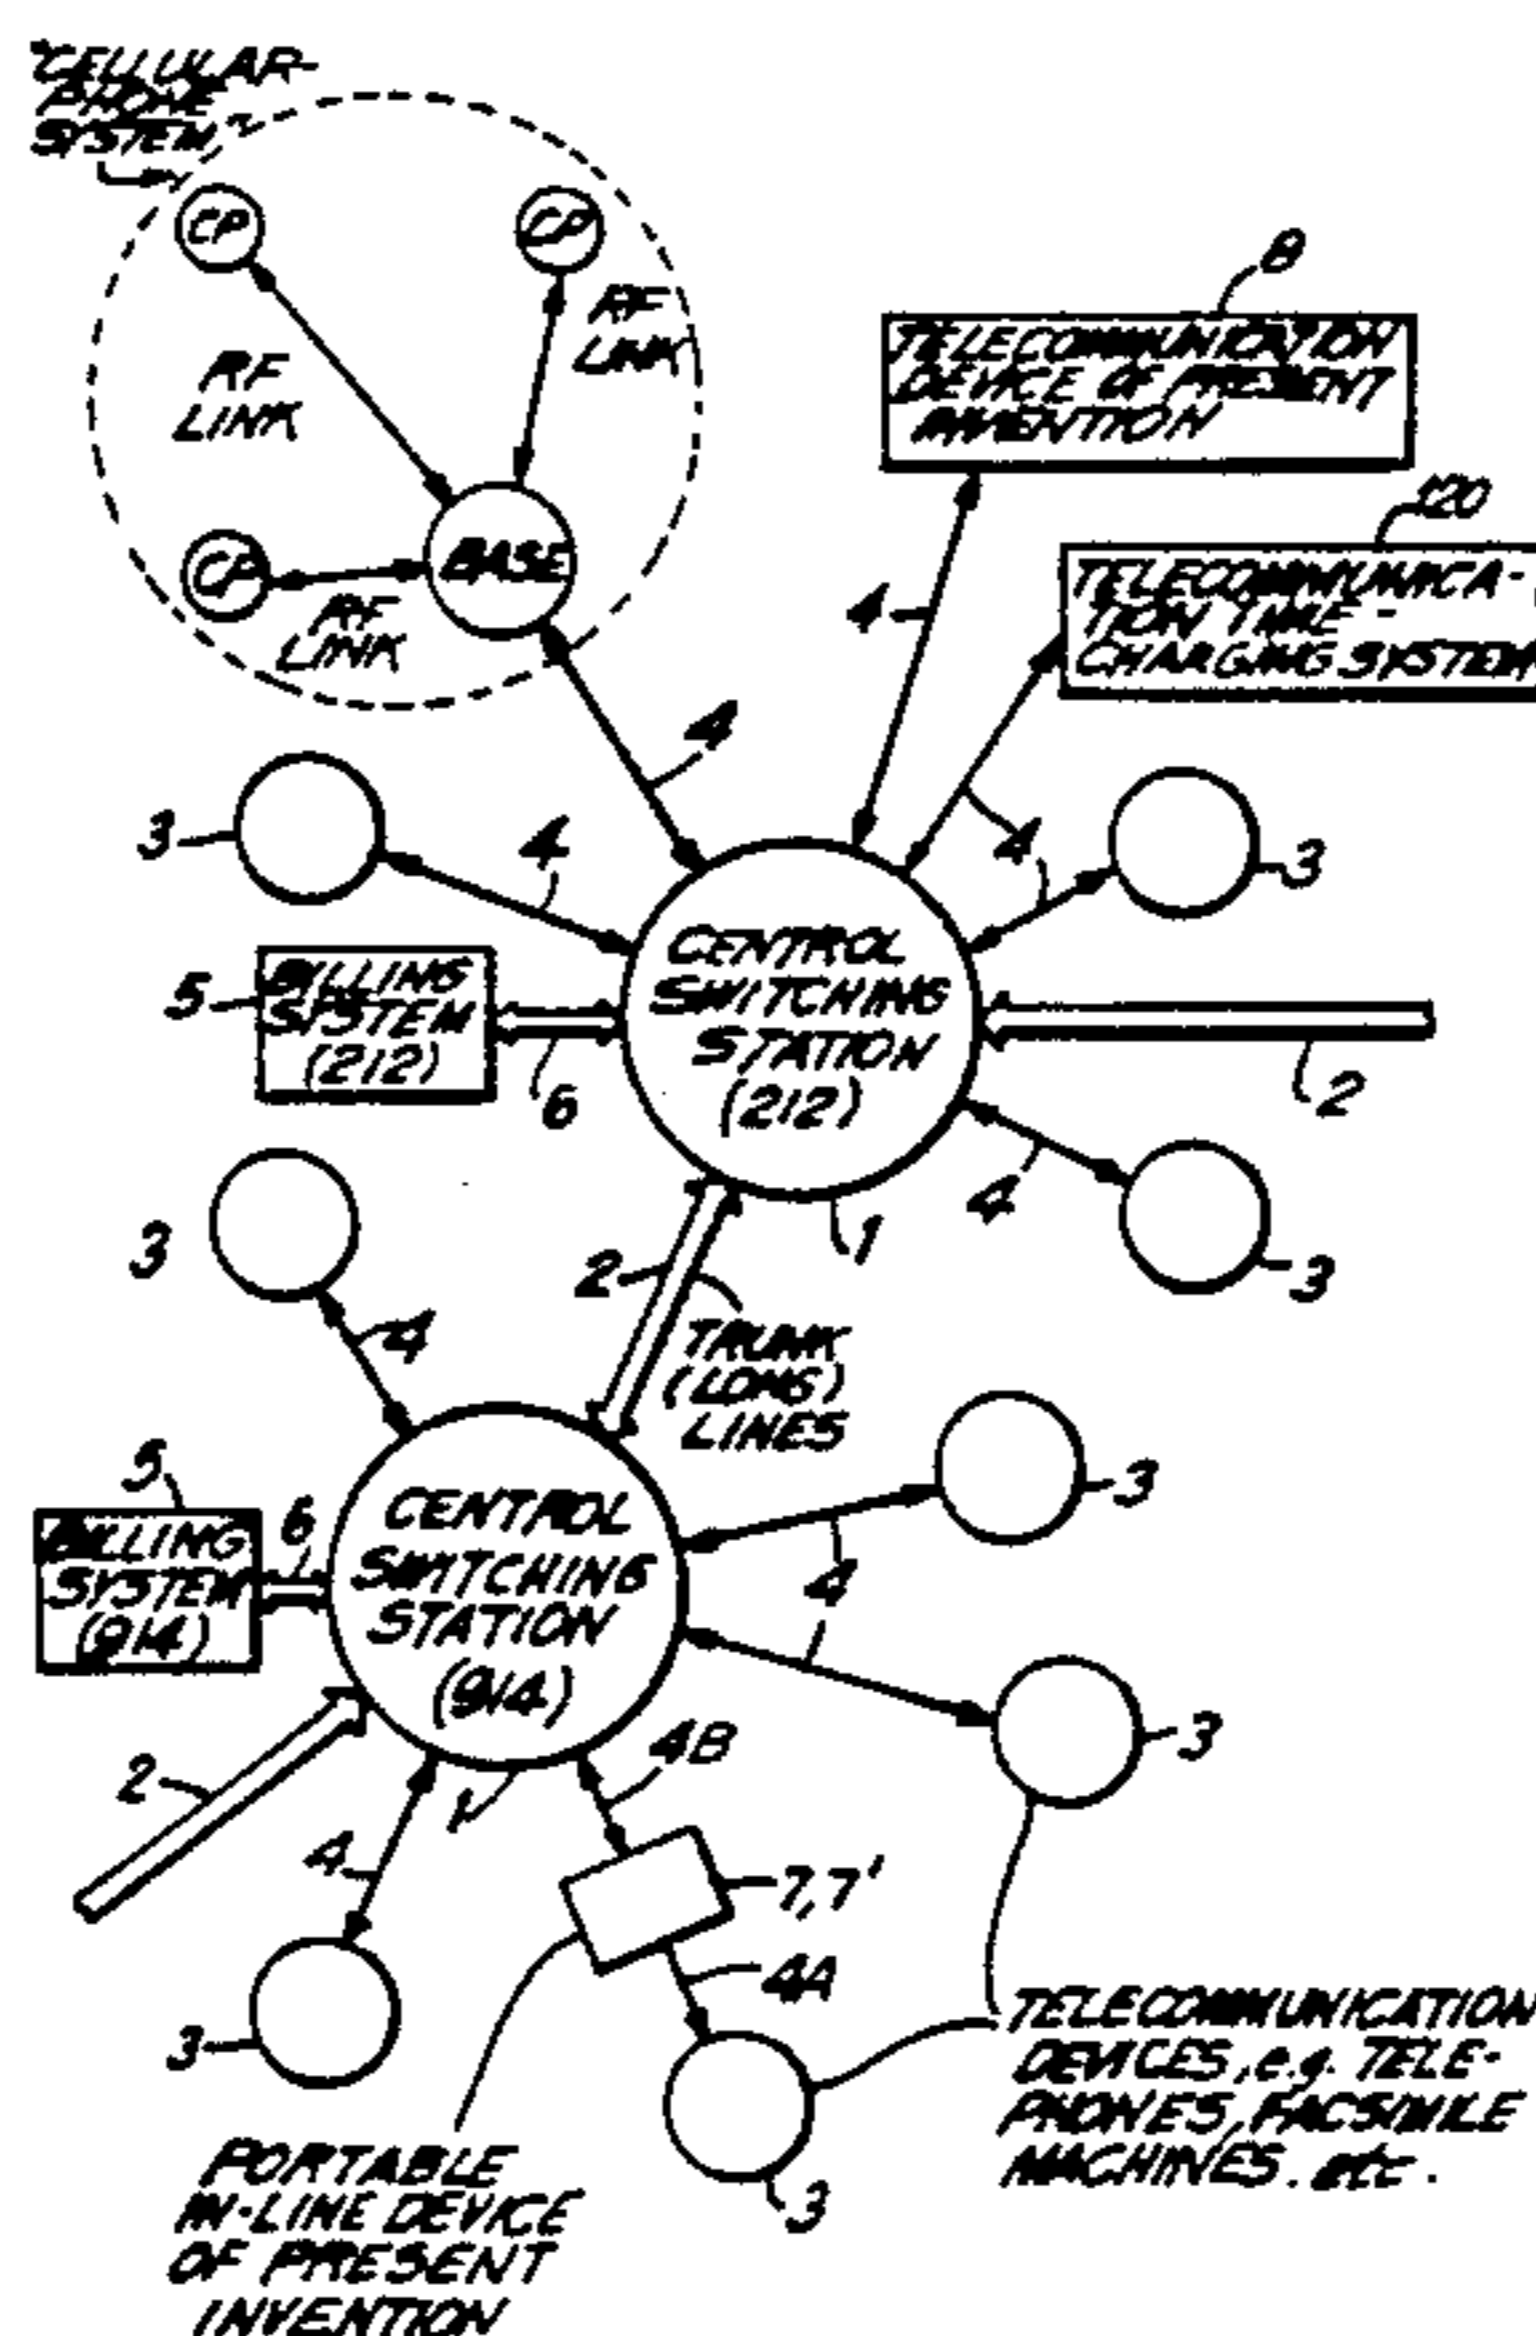 CELLULAR
PHONE
SYSTEM,
CP
CP
RF
LINK
RF
LINK
CP
BASE
RF
LINK
8
TELECOMMUNICATION
DEVICE OF PRESENT
INVENTION
120
TELECOMMUNICA-
TION TIME-
CHARGING SYSTEM
4
4
3
4
4
3
CENTRAL
SWITCHING
STATION
(212)
5
BILLING
SYSTEM
(212)
6
2
4
3
1
3
4
2
TRUNK
(LONG)
LINES
3
4
5
BILLING
SYSTEM
(914)
6
CENTRAL
SWITCHING
STATION
(914)
4
3
2
1
4B
4
7,7'
4A
3
3
TELECOMMUNICATION
DEVICES, e.g. TELE-
PHONES, FACSIMILE
MACHINES. etc.
PORTABLE
IN-LINE DEVICE
OF PRESENT
INVENTION